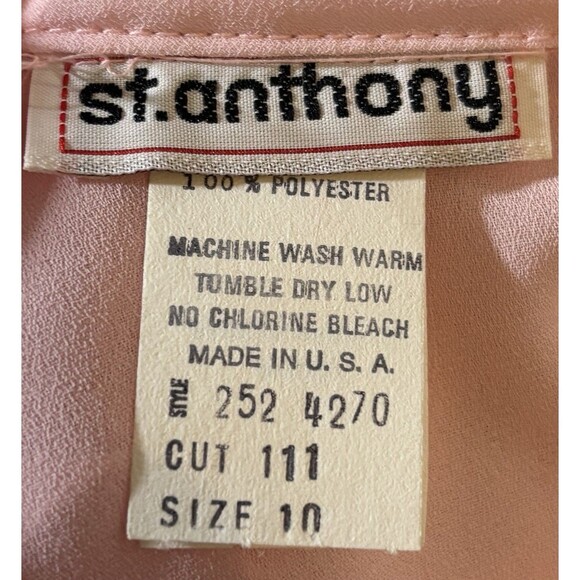 st.anthony
100% POLYESTER
MACHINE WASH WARM
TUMBLE DRY LOW
NO CHLORINE BLEACH
MADE IN U. S. A.
STYLE 252 4270
CUT 111
SIZE 10